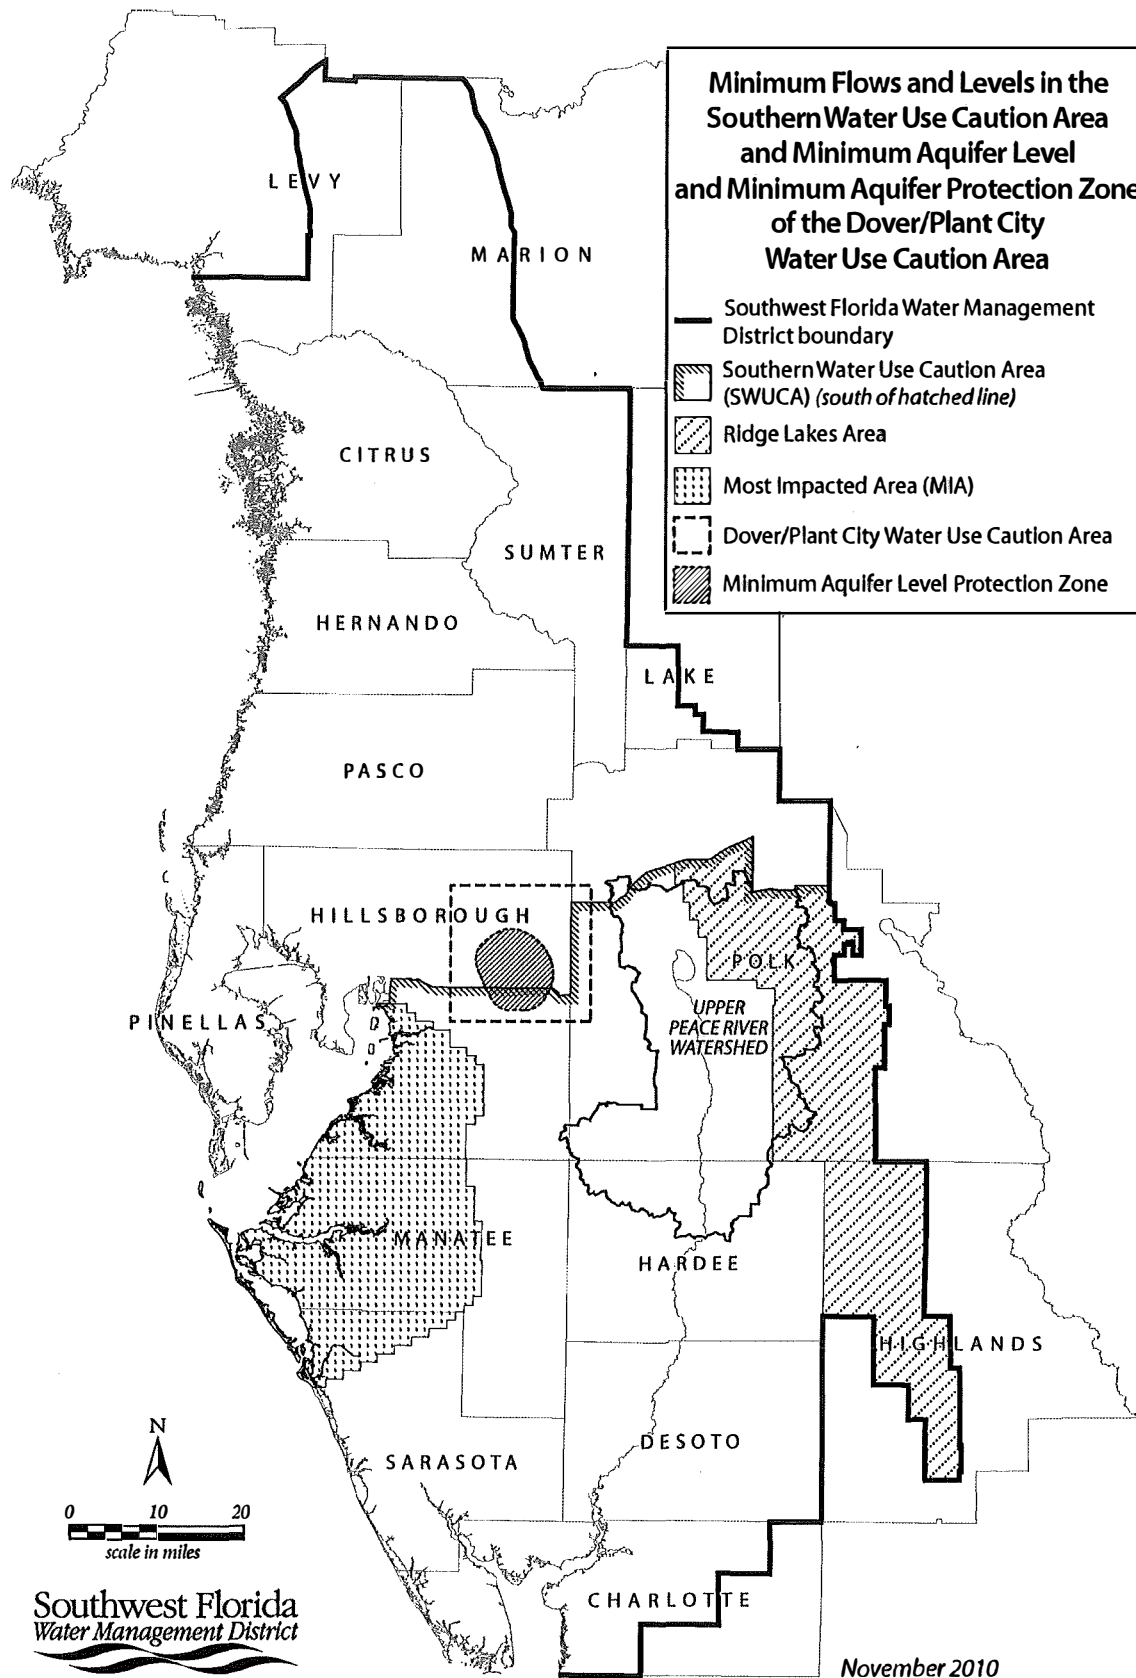 Minimum Flows and Levels in the
Southern Water Use Caution Area
and Minimum Aquifer Level
and Minimum Aquifer Protection Zone
of the Dover/Plant City
Water Use Caution Area
Southwest Florida Water Management
District boundary
Southern Water Use Caution Area
(SWUCA) (south of hatched line)
Ridge Lakes Area
Most Impacted Area (MIA)
Dover/Plant City Water Use Caution Area
Minimum Aquifer Level Protection Zone
LEVY
MARION
CITRUS
SUMTER
HERNANDO
LAKE
PASCO
HILLSBOROUGH
POLK
PINELLAS
UPPER
PEACE RIVER
WATERSHED
MANATEE
HARDEE
HIGHLANDS
DESOTO
SARASOTA
CHARLOTTE
N
0 10 20
scale in miles
Southwest Florida
Water Management District
November 2010